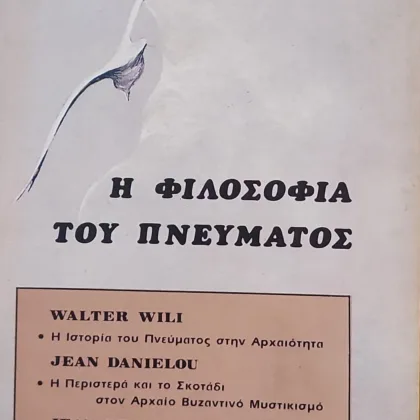 Η ΦΙΛΟΣΟΦΙΑ
ΤΟΥ ΠΝΕΥΜΑΤΟΣ
WALTER WILI
• Η Ιστορία του Πνεύματος στην Αρχαιότητα
JEAN DANIELOU
• Η Περιστερά και το Σκοτάδι
στον Αρχαίο Βυζαντινό Μυστικισμό